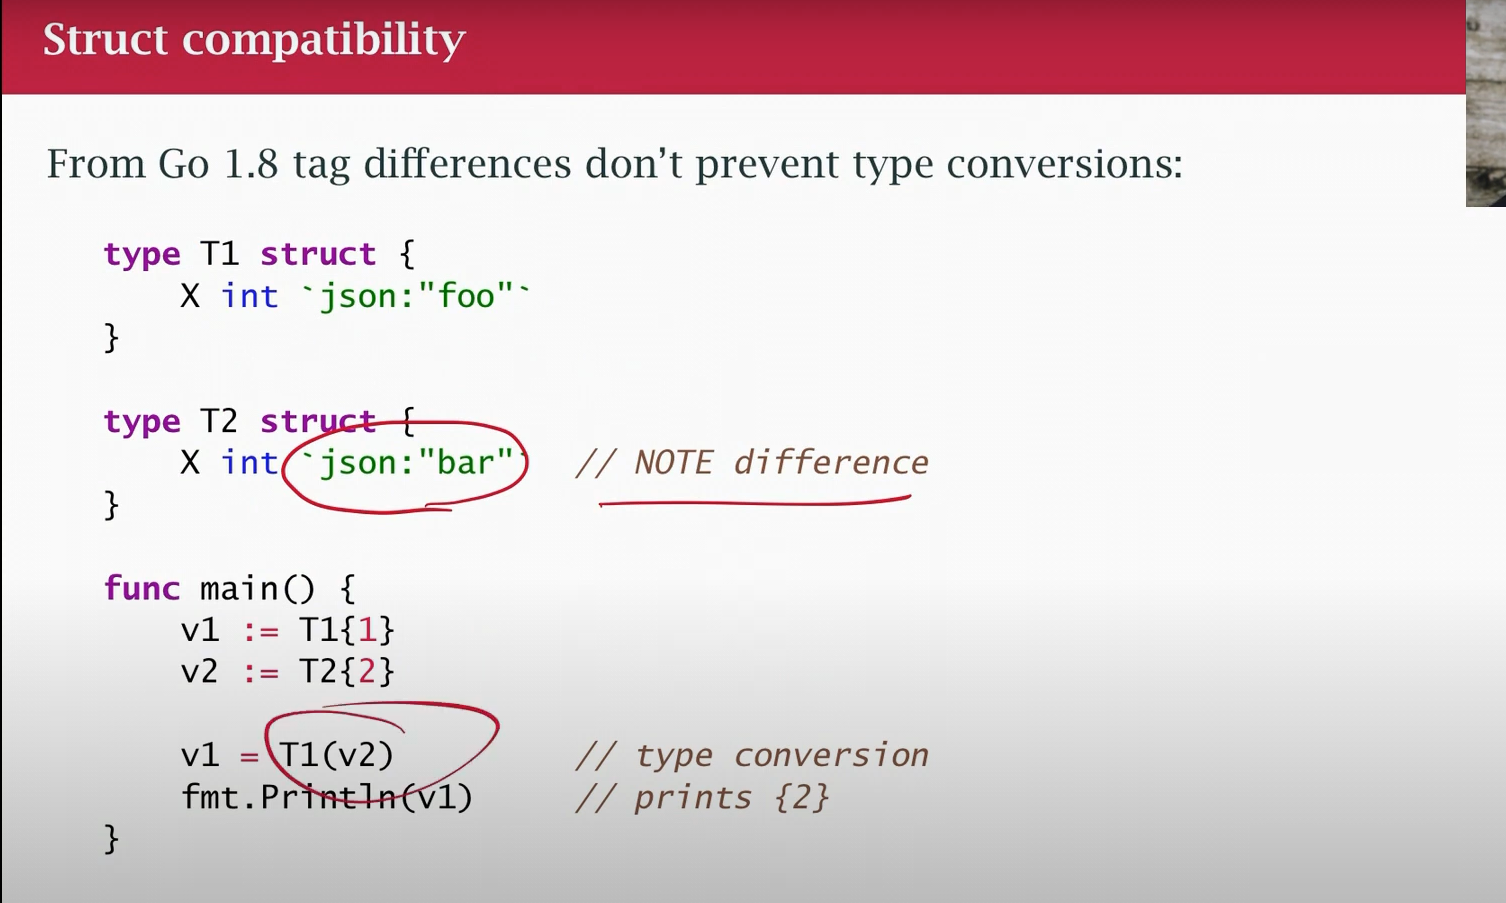 Struct compatibility
From Go 1.8 tag differences don't prevent type conversions:
type T1 struct {
    X int `json:"foo"`
}
type T2 struct {
    X int `json:"bar"`   // NOTE difference
}
func main() {
    v1 := T1{1}
    v2 := T2{2}
    v1 = T1(v2)          // type conversion
    fmt.Println(v1)      // prints {2}
}